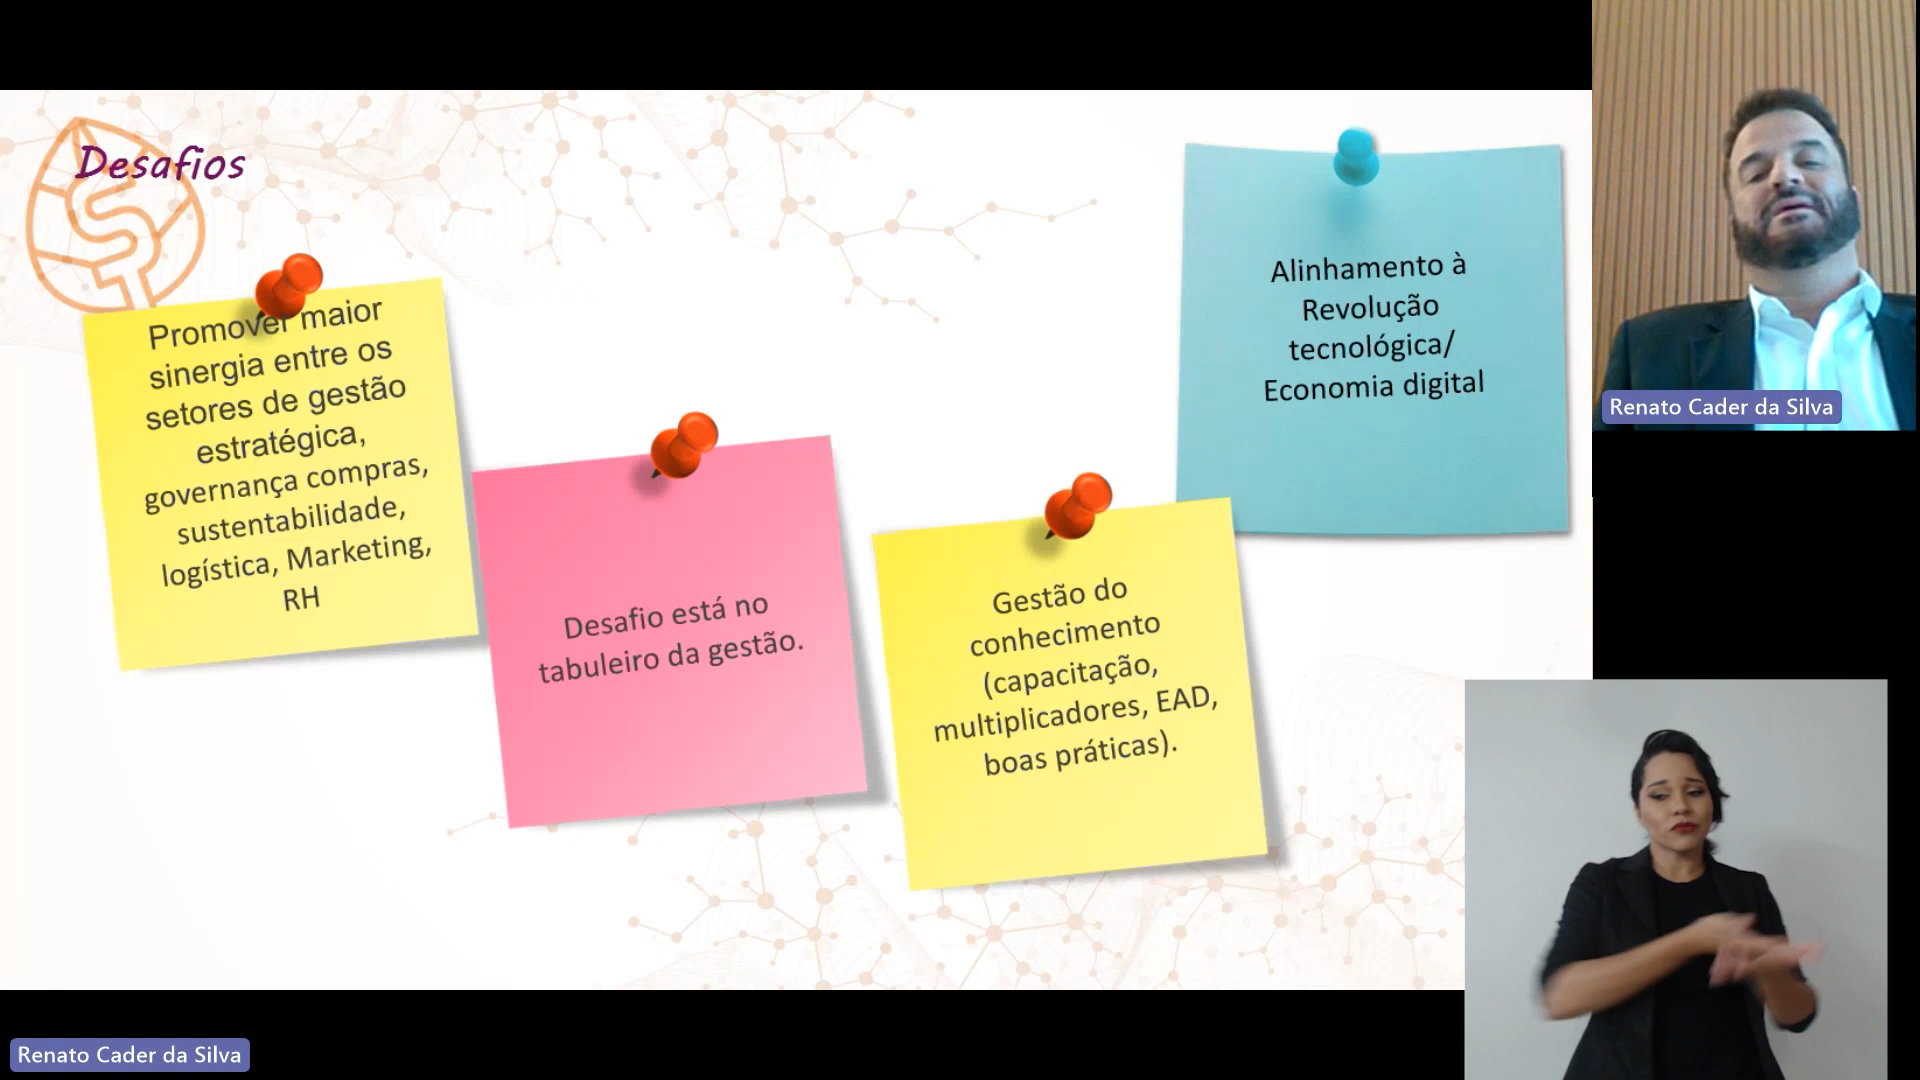 Desafios
Promover maior
sinergia entre os
setores de gestão
estratégica,
governança compras,
sustentabilidade,
logística, Marketing,
RH
Desafio está no
tabuleiro da gestão.
Gestão do
conhecimento
(capacitação,
multiplicadores, EAD,
boas práticas).
Alinhamento à
Revolução
tecnológica/
Economia digital
Renato Cader da Silva
Renato Cader da Silva